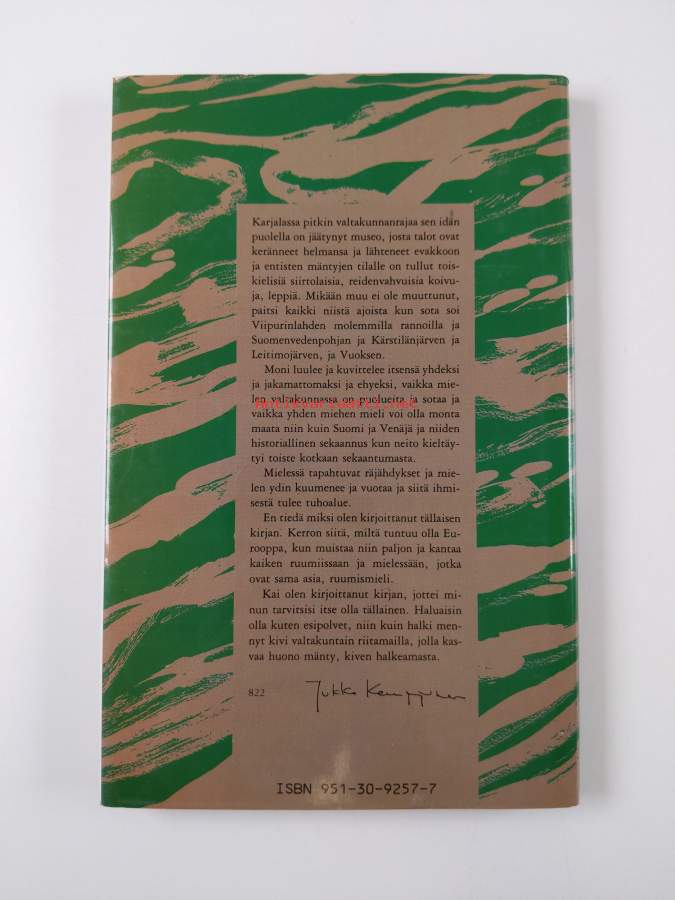 Karjalassa pitkin valtakunnanrajaa sen idän
puolella on jäätynyt museo, josta talot ovat
keränneet helmansa ja lähteneet evakkoon
ja entisten mäntyjen tilalle on tullut tois-
kielisiä siirtolaisia, reidenvahvuisia koivu-
ja, leppiä. Mikään muu ei ole muuttunut,
paitsi kaikki niistä ajoista kun sota soi
Viipurinlahden molemmilla rannoilla ja
Suomenvedenpohjan ja Kärstilänjärven ja
Leitimojärven, ja Vuoksen.
Moni luulee ja kuvittelee itsensä yhdeksi
ja jakamattomaksi ja ehyeksi, vaikka mie-
len valtakunnassa on puolueita ja sotaa ja
Antikvariaatti.net
vaikka yhden miehen mieli voi olla monta
maata niin kuin Suomi ja Venäjä ja niiden
historiallinen sekaannus kun neito kieltäy-
tyi toiste kotkaan sekaantumasta.
Mielessä tapahtuvat räjähdykset ja mie-
len ydin kuumenee ja vuotaa ja siitä ihmi-
sestä tulee tuhoalue.
En tiedä miksi olen kirjoittanut tällaisen
kirjan. Kerron siitä, miltä tuntuu olla Eu-
rooppa, kun muistaa niin paljon ja kantaa
kaiken ruumiissaan ja mielessään, jotka
ovat sama asia, ruumismieli.
Kai olen kirjoittanut kirjan, jottei mi-
nun tarvitsisi itse olla tällainen. Haluaisin
olla kuten esipolvet, niin kuin halki men-
nyt kivi valtakuntain riitamailla, jolla kas-
vaa huono mänty, kiven halkeamasta.
822 Jukka Kemppinen
ISBN 951-30-9257-7